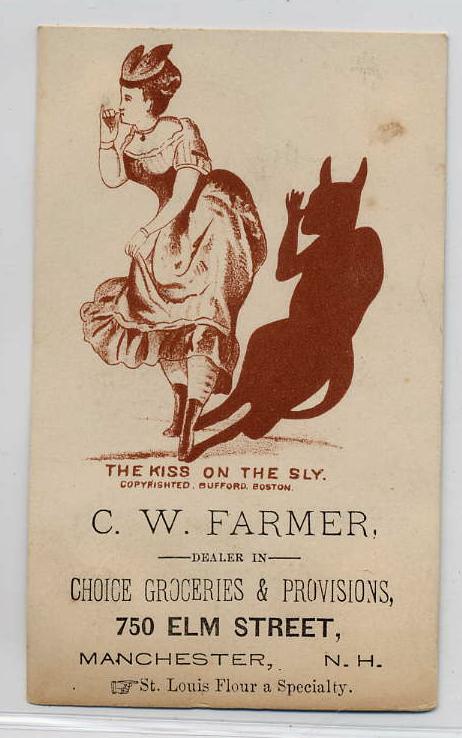 THE KISS ON THE SLY.
COPYRIGHTED. BUFFORD. BOSTON.
C. W. FARMER,
DEALER IN
CHOICE GROCERIES & PROVISIONS,
750 ELM STREET,
MANCHESTER, N. H.
☞St. Louis Flour a Specialty.